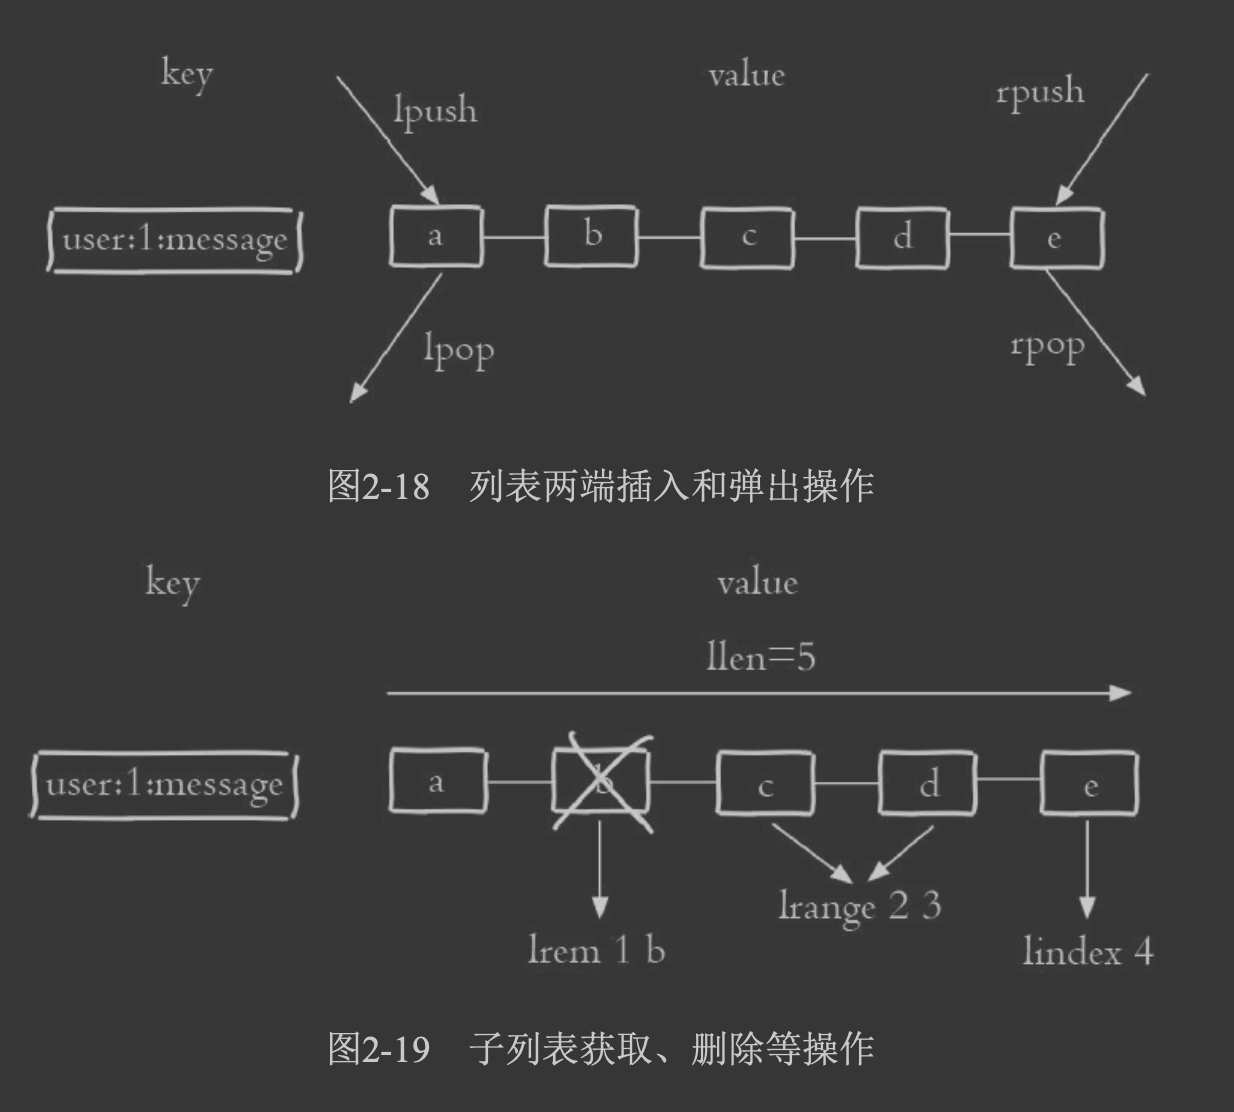 key
value
lpush
rpush
user:1:message
a
b
c
d
e
lpop
rpop
图2-18 列表两端插入和弹出操作
key
value
llen=5
user:1:message
a
b
c
d
e
lrange 2 3
lrem 1 b
lindex 4
图2-19 子列表获取、删除等操作